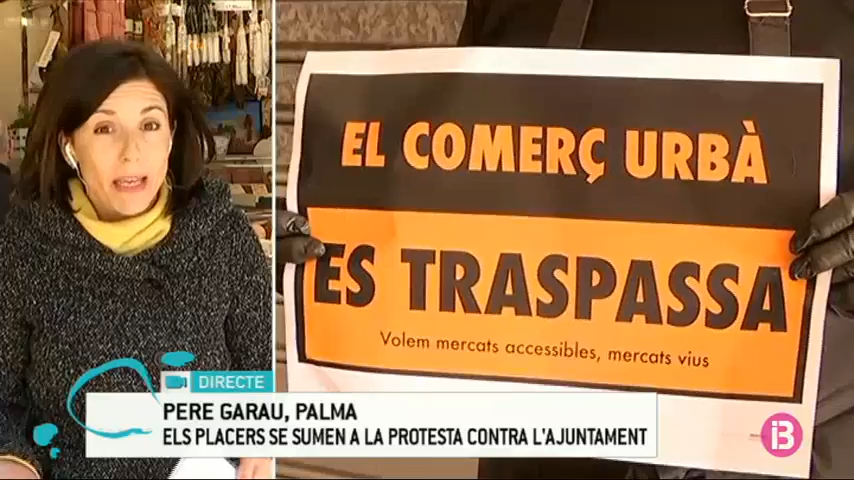 EL COMERÇ URBÀ
ES TRASPASSA
Volem mercats accessibles, mercats vius
DIRECTE
PERE GARAU, PALMA
ELS PLACERS SE SUMEN A LA PROTESTA CONTRA L'AJUNTAMENT